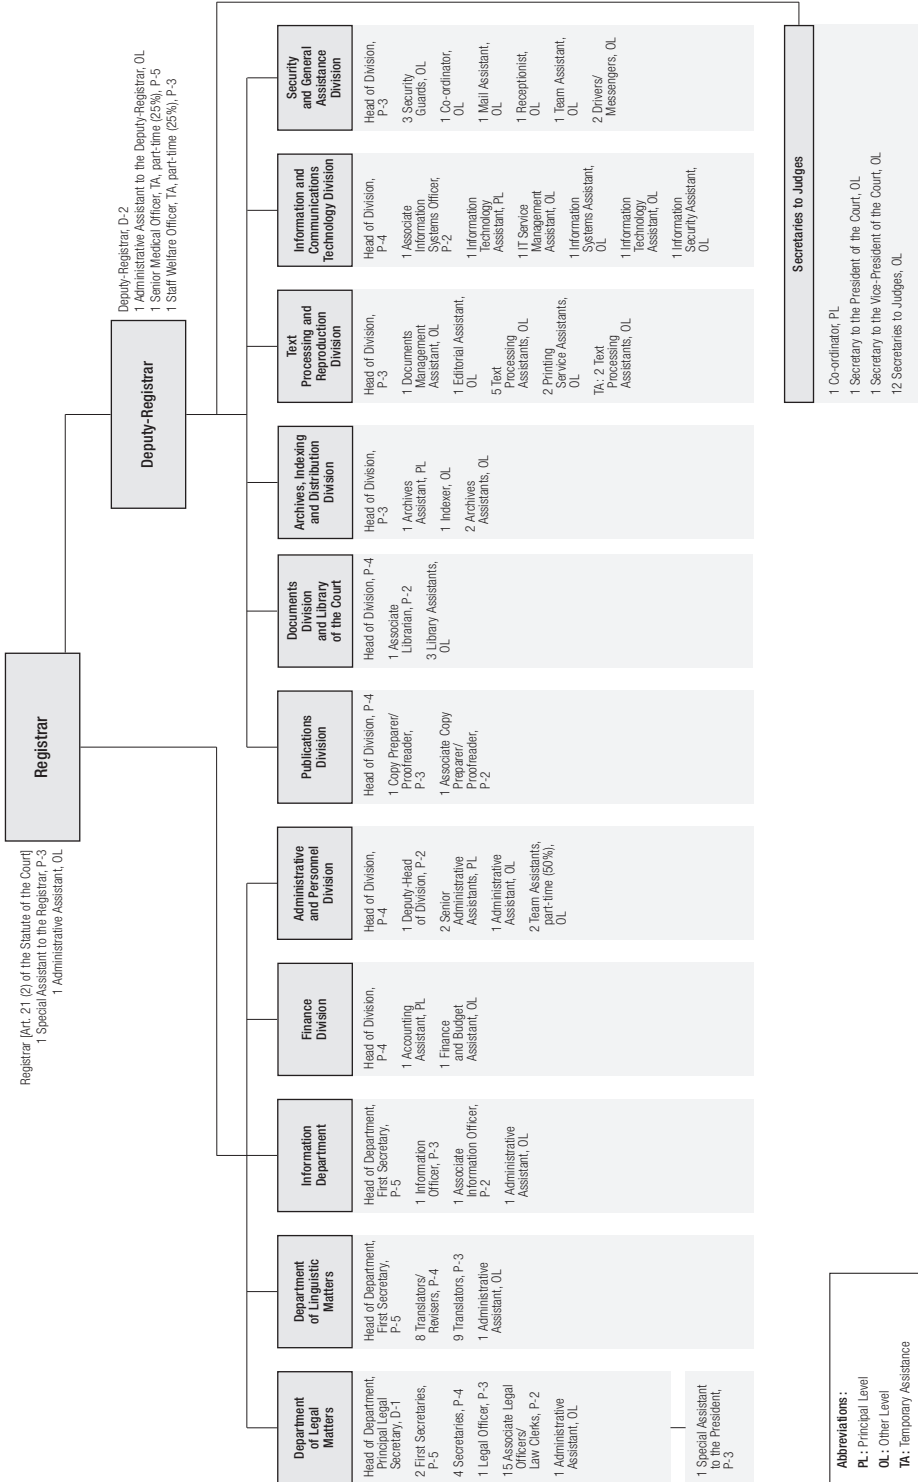 Registrar
Registrar [Art. 21 (2) of the Statute of the Court]
1 Special Assistant to the Registrar, P-3
1 Administrative Assistant, OL
Deputy-Registrar
Deputy-Registrar, D-2
1 Administrative Assistant to the Deputy-Registrar, OL
1 Senior Medical Officer, TA, part-time (25%), P-5
1 Staff Welfare Officer, TA, part-time (25%), P-3
Department
of Legal
Matters
Head of Department,
Principal Legal
Secretary, D-1
2 First Secretaries,
P-5
4 Secretaries, P-4
1 Legal Officer, P-3
15 Associate Legal
Officers/
Law Clerks, P-2
1 Administrative
Assistant, OL
1 Special Assistant
to the President,
P-3
Department
of Linguistic
Matters
Head of Department,
First Secretary,
P-5
8 Translators/
Revisers, P-4
9 Translators, P-3
1 Administrative
Assistant, OL
Information
Department
Head of Department,
First Secretary,
P-5
1 Information
Officer, P-3
1 Associate
Information Officer,
P-2
1 Administrative
Assistant, OL
Finance
Division
Head of Division,
P-4
1 Accounting
Assistant, PL
1 Finance
and Budget
Assistant, OL
Administrative
and Personnel
Division
Head of Division,
P-4
1 Deputy-Head
of Division, P-2
2 Senior
Administrative
Assistants, PL
1 Administrative
Assistant, OL
2 Team Assistants,
part-time (50%),
OL
Publications
Division
Head of Division, P-4
1 Copy Preparer/
Proofreader,
P-3
1 Associate Copy
Preparer/
Proofreader,
P-2
Documents
Division
and Library
of the Court
Head of Division, P-4
1 Associate
Librarian, P-2
3 Library Assistants,
OL
Archives, Indexing
and Distribution
Division
Head of Division,
P-3
1 Archives
Assistant, PL
1 Indexer, OL
2 Archives
Assistants, OL
Text
Processing and
Reproduction
Division
Head of Division,
P-3
1 Documents
Management
Assistant, OL
1 Editorial Assistant,
OL
5 Text
Processing
Assistants, OL
2 Printing
Service Assistants,
OL
TA: 2 Text
Processing
Assistants, OL
Information and
Communications
Technology Division
Head of Division,
P-4
1 Associate
Information
Systems Officer,
P-2
1 Information
Technology
Assistant, PL
1 IT Service
Management
Assistant, OL
1 Information
Systems Assistant,
OL
1 Information
Technology
Assistant, OL
1 Information
Security Assistant,
OL
Security
and General
Assistance
Division
Head of Division,
P-3
3 Security
Guards, OL
1 Co-ordinator,
OL
1 Mail Assistant,
OL
1 Receptionist,
OL
1 Team Assistant,
OL
2 Drivers/
Messengers, OL
Secretaries to Judges
1 Co-ordinator, PL
1 Secretary to the President of the Court, OL
1 Secretary to the Vice-President of the Court, OL
12 Secretaries to Judges, OL
Abbreviations:
PL: Principal Level
OL: Other Level
TA: Temporary Assistance